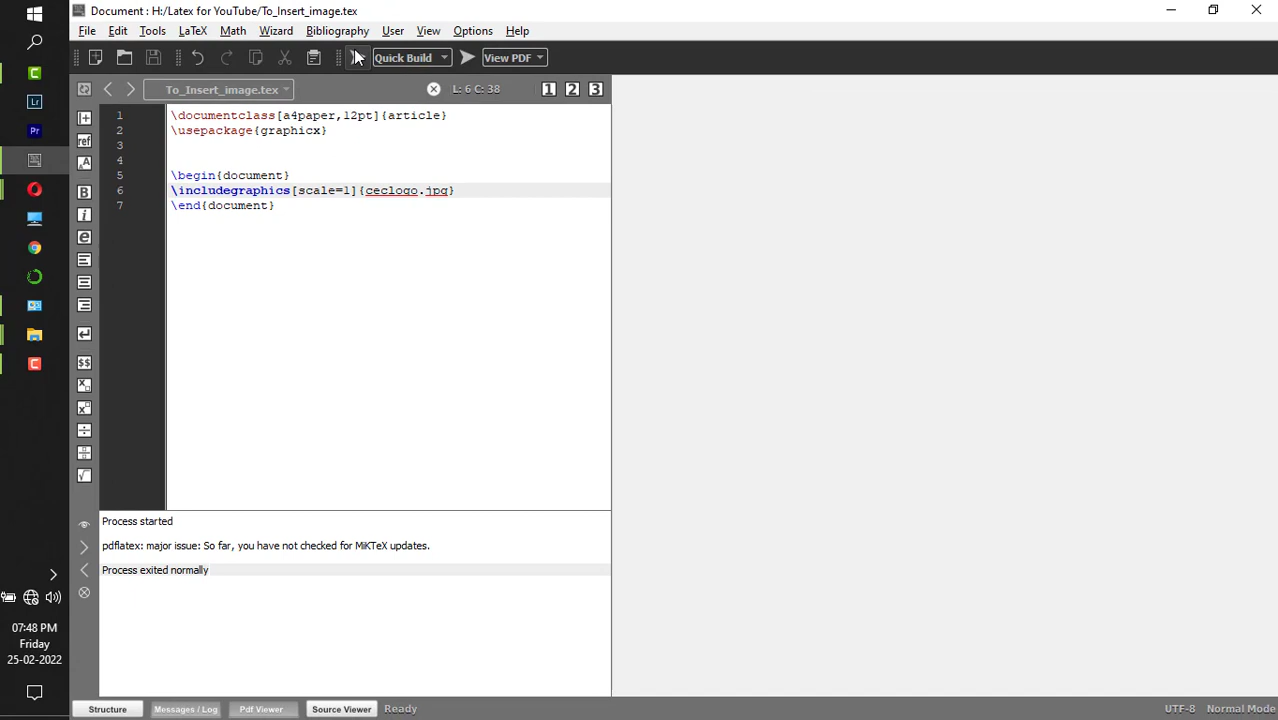 Document : H:/Latex for YouTube/To_Insert_image.tex
File Edit Tools LaTeX Math Wizard Bibliography User View Options Help
Quick Build View PDF
To_Insert_image.tex L: 6 C: 38 1 2 3
1 \documentclass[a4paper,12pt]{article}
2 \usepackage{graphicx}
3
4
5 \begin{document}
6 \includegraphics[scale=1]{ceclogo.jpg}
7 \end{document}
Lr
Pr
ref
A
B
i
e
$$
Process started
pdflatex: major issue: So far, you have not checked for MiKTeX updates.
Process exited normally
07:48 PM
Friday
25-02-2022
Structure Messages / Log Pdf Viewer Source Viewer Ready UTF-8 Normal Mode